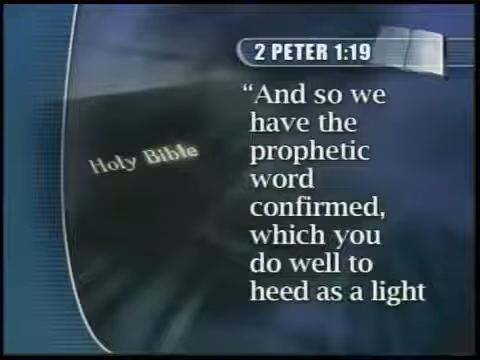 2 PETER 1:19
Holy Bible
“And so we
have the
prophetic
word
confirmed,
which you
do well to
heed as a light